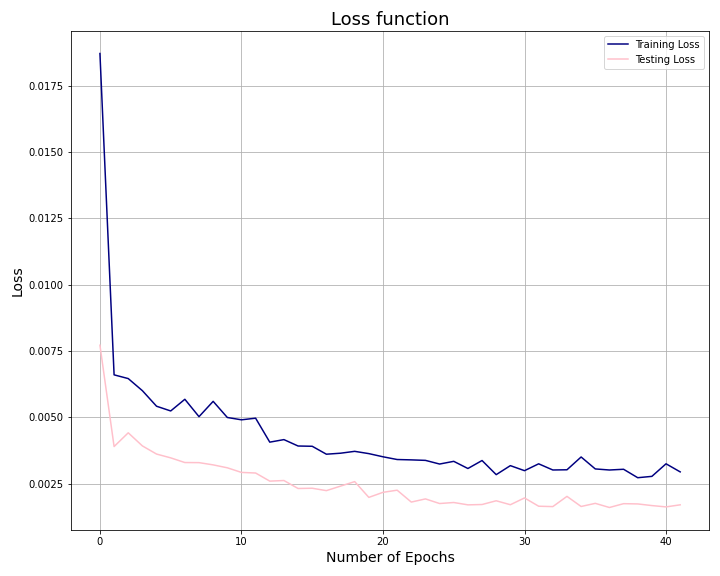 Loss function
Training Loss
Testing Loss
0.0175
0.0150
0.0125
0.0100
0.0075
0.0050
0.0025
Loss
0
10
20
30
40
Number of Epochs